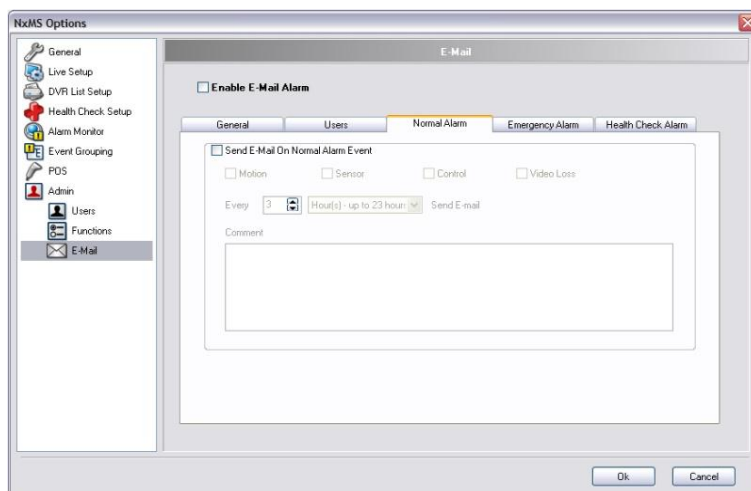 NxMS Options
General
Live Setup
DVR List Setup
Health Check Setup
Alarm Monitor
Event Grouping
POS
Admin
Users
Functions
E-Mail
E-Mail
Enable E-Mail Alarm
General Users Normal Alarm Emergency Alarm Health Check Alarm
Send E-Mail On Normal Alarm Event
Motion Sensor Control Video Loss
Every 3 Hour(s) - up to 23 hour: Send E-mail
Comment
Ok Cancel